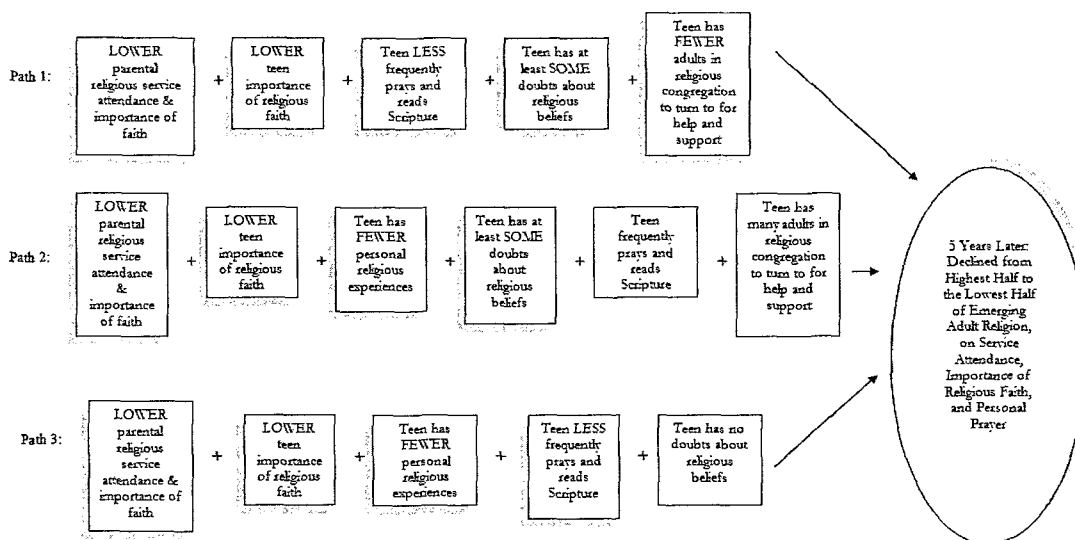 Path 1:
LOWER
parental
religious service
attendance &
importance of
faith
+
LOWER
teen
importance
of religious
faith
+
Teen LESS
frequently
prays and
reads
Scripture
+
Teen has at
least SOME
doubts about
religious
beliefs
+
Teen has
FEWER
adults in
religious
congregation
to turn to for
help and
support
Path 2:
LOWER
parental
religious
service
attendance
&
importance
of faith
+
LOWER
teen
importance
of religious
faith
+
Teen has
FEWER
personal
religious
experiences
+
Teen has at
least SOME
doubts
about
religious
beliefs
+
Teen
frequently
prays and
reads
Scripture
+
Teen has
many adults in
religious
congregation
to turn to for
help and
support
Path 3:
LOWER
parental
religious
service
attendance &
importance of
faith
+
LOWER
teen
importance
of religious
faith
+
Teen has
FEWER
personal
religious
experiences
+
Teen LESS
frequently
prays and
reads
Scripture
+
Teen has no
doubts about
religious
beliefs
5 Years Later:
Declined from
Highest Half to
the Lowest Half
of Emerging
Adult Religion,
on Service
Attendance,
Importance of
Religious Faith,
and Personal
Prayer